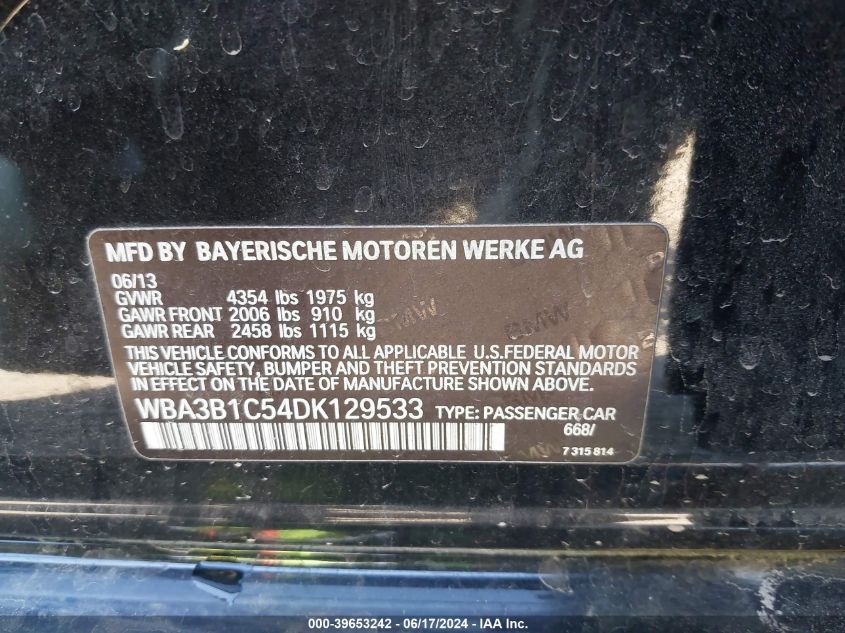 MFD BY BAYERISCHE MOTOREN WERKE AG
06/13
GVWR 4354 lbs 1975 kg
GAWR FRONT 2006 lbs 910 kg
GAWR REAR 2458 lbs 1115 kg
THIS VEHICLE CONFORMS TO ALL APPLICABLE U.S.FEDERAL MOTOR
VEHICLE SAFETY, BUMPER AND THEFT PREVENTION STANDARDS
IN EFFECT ON THE DATE OF MANUFACTURE SHOWN ABOVE.
WBA3B1C54DK129533 TYPE: PASSENGER CAR
668/
7 315 814
000-39653242 - 06/17/2024 - IAA Inc.